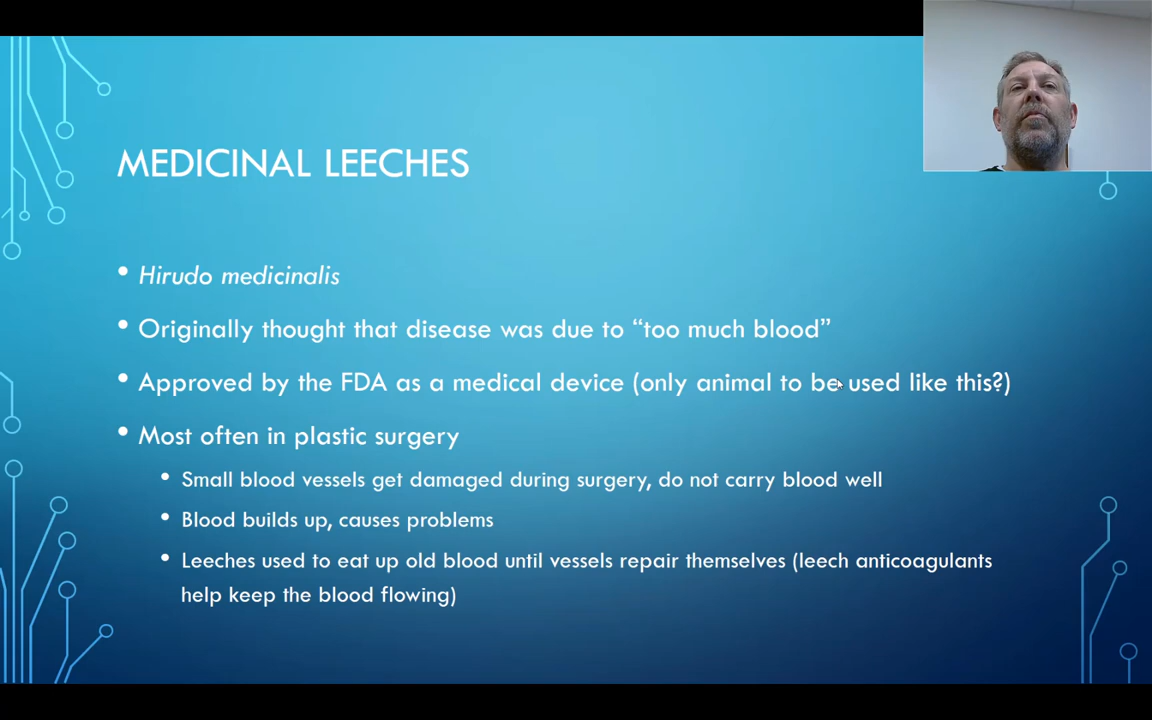 MEDICINAL LEECHES
• Hirudo medicinalis
• Originally thought that disease was due to “too much blood”
• Approved by the FDA as a medical device (only animal to be used like this?)
• Most often in plastic surgery
• Small blood vessels get damaged during surgery, do not carry blood well
• Blood builds up, causes problems
• Leeches used to eat up old blood until vessels repair themselves (leech anticoagulants
help keep the blood flowing)